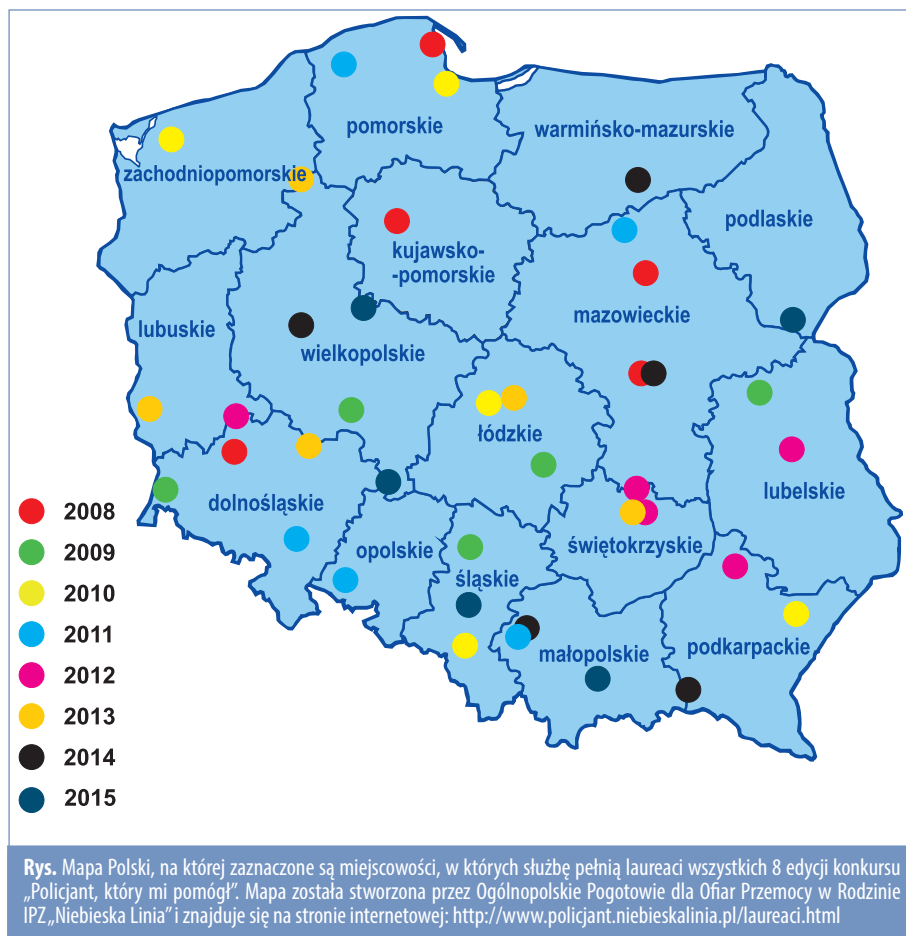 pomorskie
warmińsko-mazurskie
zachodniopomorskie
podlaskie
kujawsko-
-pomorskie
mazowieckie
lubuskie
wielkopolskie
łódzkie
lubelskie
dolnośląskie
opolskie
świętokrzyskie
śląskie
małopolskie
podkarpackie
2008
2009
2010
2011
2012
2013
2014
2015
Rys. Mapa Polski, na której zaznaczone są miejscowości, w których służbę pełnią laureaci wszystkich 8 edycji konkursu
„Policjant, który mi pomógł”. Mapa została stworzona przez Ogólnopolskie Pogotowie dla Ofiar Przemocy w Rodzinie
IPZ „Niebieska Linia” i znajduje się na stronie internetowej: http://www.policjant.niebieskalinia.pl/laureaci.html